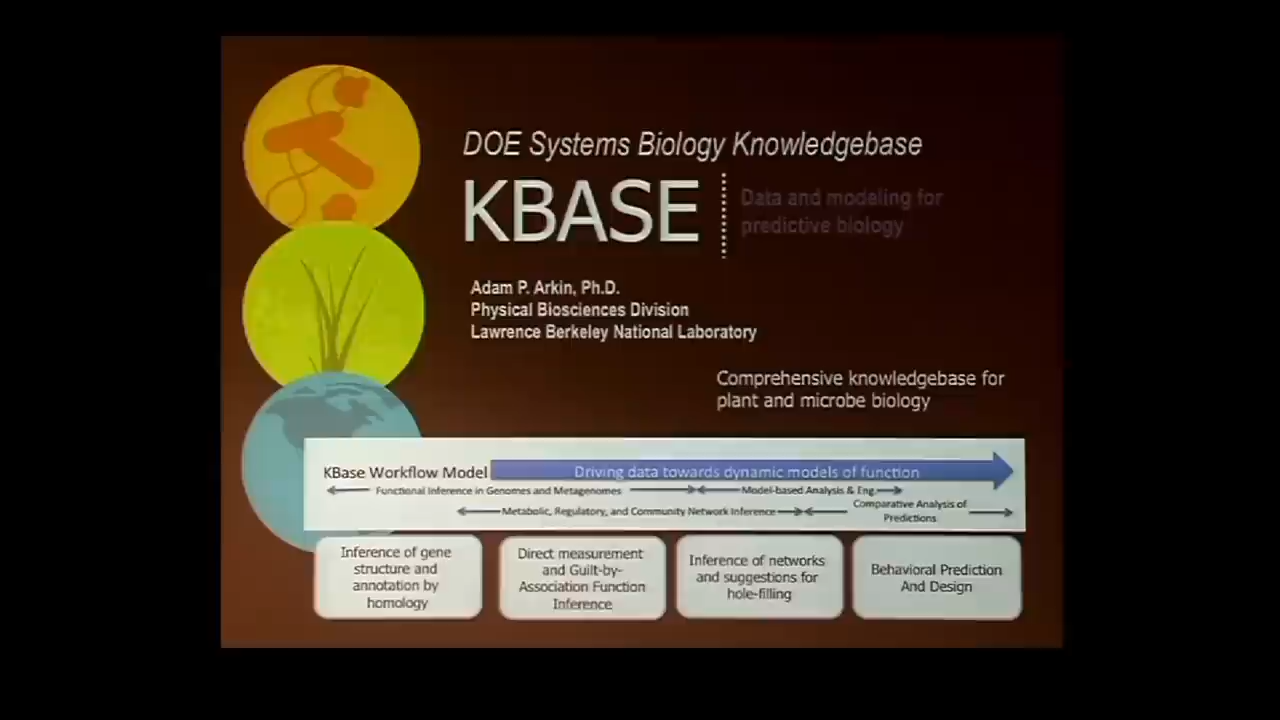 DOE Systems Biology Knowledgebase
KBASE
Data and modeling for
predictive biology
Adam P. Arkin, Ph.D.
Physical Biosciences Division
Lawrence Berkeley National Laboratory
Comprehensive knowledgebase for
plant and microbe biology
KBase Workflow Model
Driving data towards dynamic models of function
Functional Inference in Genomes and Metagenomes
Model-based Analysis & Eng.
Metabolic, Regulatory, and Community Network Inference
Comparative Analysis of
Predictions
Inference of gene
structure and
annotation by
homology
Direct measurement
and Guilt-by-
Association Function
Inference
Inference of networks
and suggestions for
hole-filling
Behavioral Prediction
And Design